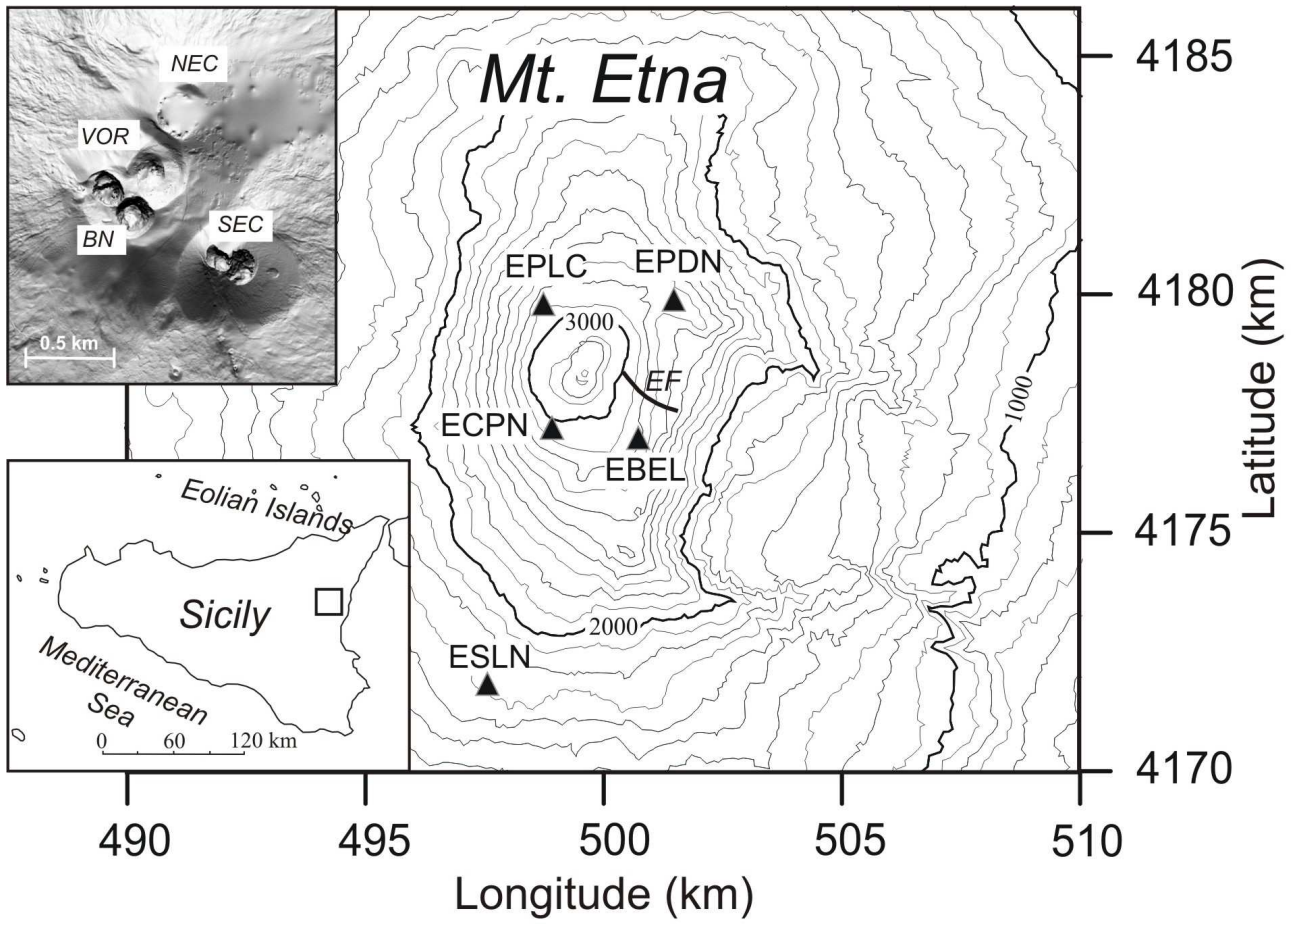 Mt. Etna
NEC
VOR
BN
SEC
0.5 km
EPLC
EPDN
3000
EF
ECPN
EBEL
1000
2000
ESLN
Eolian Islands
Sicily
Mediterranean
Sea
0 60 120 km
4185
4180
4175
4170
Latitude (km)
490 495 500 505 510
Longitude (km)